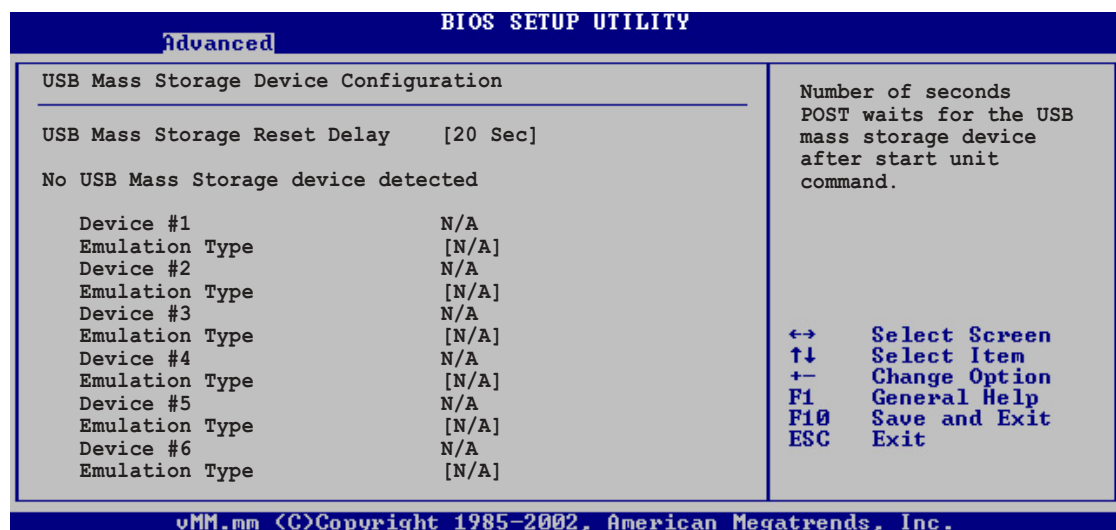 BIOS SETUP UTILITY
Advanced
USB Mass Storage Device Configuration
USB Mass Storage Reset Delay [20 Sec]
No USB Mass Storage device detected
Device #1 N/A
Emulation Type [N/A]
Device #2 N/A
Emulation Type [N/A]
Device #3 N/A
Emulation Type [N/A]
Device #4 N/A
Emulation Type [N/A]
Device #5 N/A
Emulation Type [N/A]
Device #6 N/A
Emulation Type [N/A]
Number of seconds
POST waits for the USB
mass storage device
after start unit
command.
←→ Select Screen
↑↓ Select Item
+- Change Option
F1 General Help
F10 Save and Exit
ESC Exit
vMM.mm (C)Copyright 1985-2002, American Megatrends, Inc.